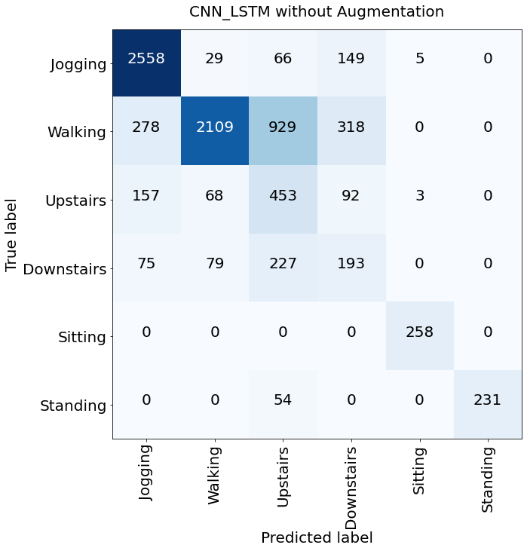 CNN_LSTM without Augmentation
Jogging 2558 29 66 149 5 0
Walking 278 2109 929 318 0 0
Upstairs 157 68 453 92 3 0
Downstairs 75 79 227 193 0 0
Sitting 0 0 0 0 258 0
Standing 0 0 54 0 0 231
True label
Jogging Walking Upstairs Downstairs Sitting Standing
Predicted label